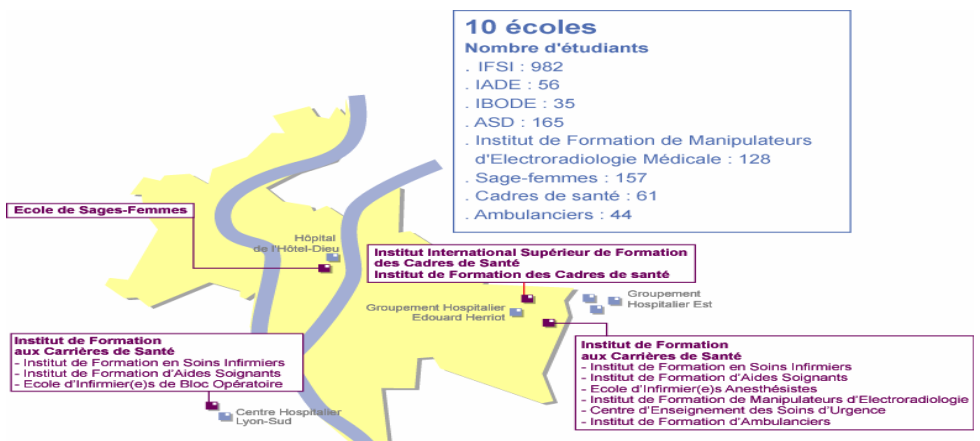 10 écoles
Nombre d'étudiants
. IFSI : 982
. IADE : 56
. IBODE : 35
. ASD : 165
. Institut de Formation de Manipulateurs
d'Electroradiologie Médicale : 128
. Sage-femmes : 157
. Cadres de santé : 61
. Ambulanciers : 44
Ecole de Sages-Femmes
Hôpital
de l'Hôtel-Dieu
Institut International Supérieur de Formation
des Cadres de Santé
Institut de Formation des Cadres de santé
Groupement Hospitalier
Edouard Herriot
Groupement
Hospitalier Est
Institut de Formation
aux Carrières de Santé
- Institut de Formation en Soins Infirmiers
- Institut de Formation d'Aides Soignants
- Ecole d'Infirmier(e)s de Bloc Opératoire
Centre Hospitalier
Lyon-Sud
Institut de Formation
aux Carrières de Santé
- Institut de Formation en Soins Infirmiers
- Institut de Formation d'Aides Soignants
- Ecole d'Infirmier(e)s Anesthésistes
- Institut de Formation de Manipulateurs d'Electroradiologie
- Centre d'Enseignement des Soins d'Urgence
- Institut de Formation d'Ambulanciers